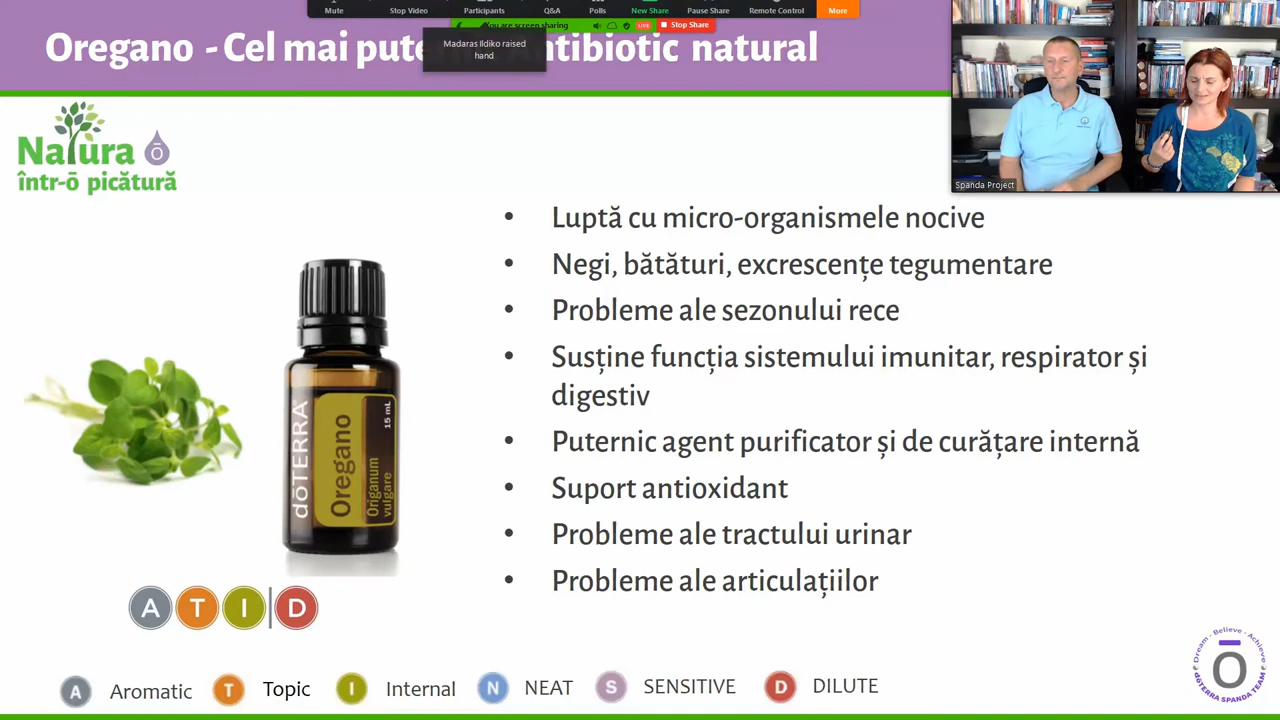 Mute
Stop Video
Participants
Q&A
Polls
New Share
Pause Share
Remote Control
More
You are screen sharing
LIVE
Stop Share
Madaras Ildiko raised
hand
Oregano - Cel mai pute ntibiotic natural
Natura ō
într-ō picătură
Spanda Project
Luptă cu micro-organismele nocive
Negi, bătături, excrescențe tegumentare
Probleme ale sezonului rece
Susține funcția sistemului imunitar, respirator și
digestiv
Puternic agent purificator și de curățare internă
Suport antioxidant
Probleme ale tractului urinar
Probleme ale articulațiilor
dōTERRA
Oregano
15 mL
Origanum
vulgare
A T I D
A Aromatic T Topic I Internal N NEAT S SENSITIVE D DILUTE
Dream - Believe - Achieve
ō
dōTERRA SPANDA TEAM